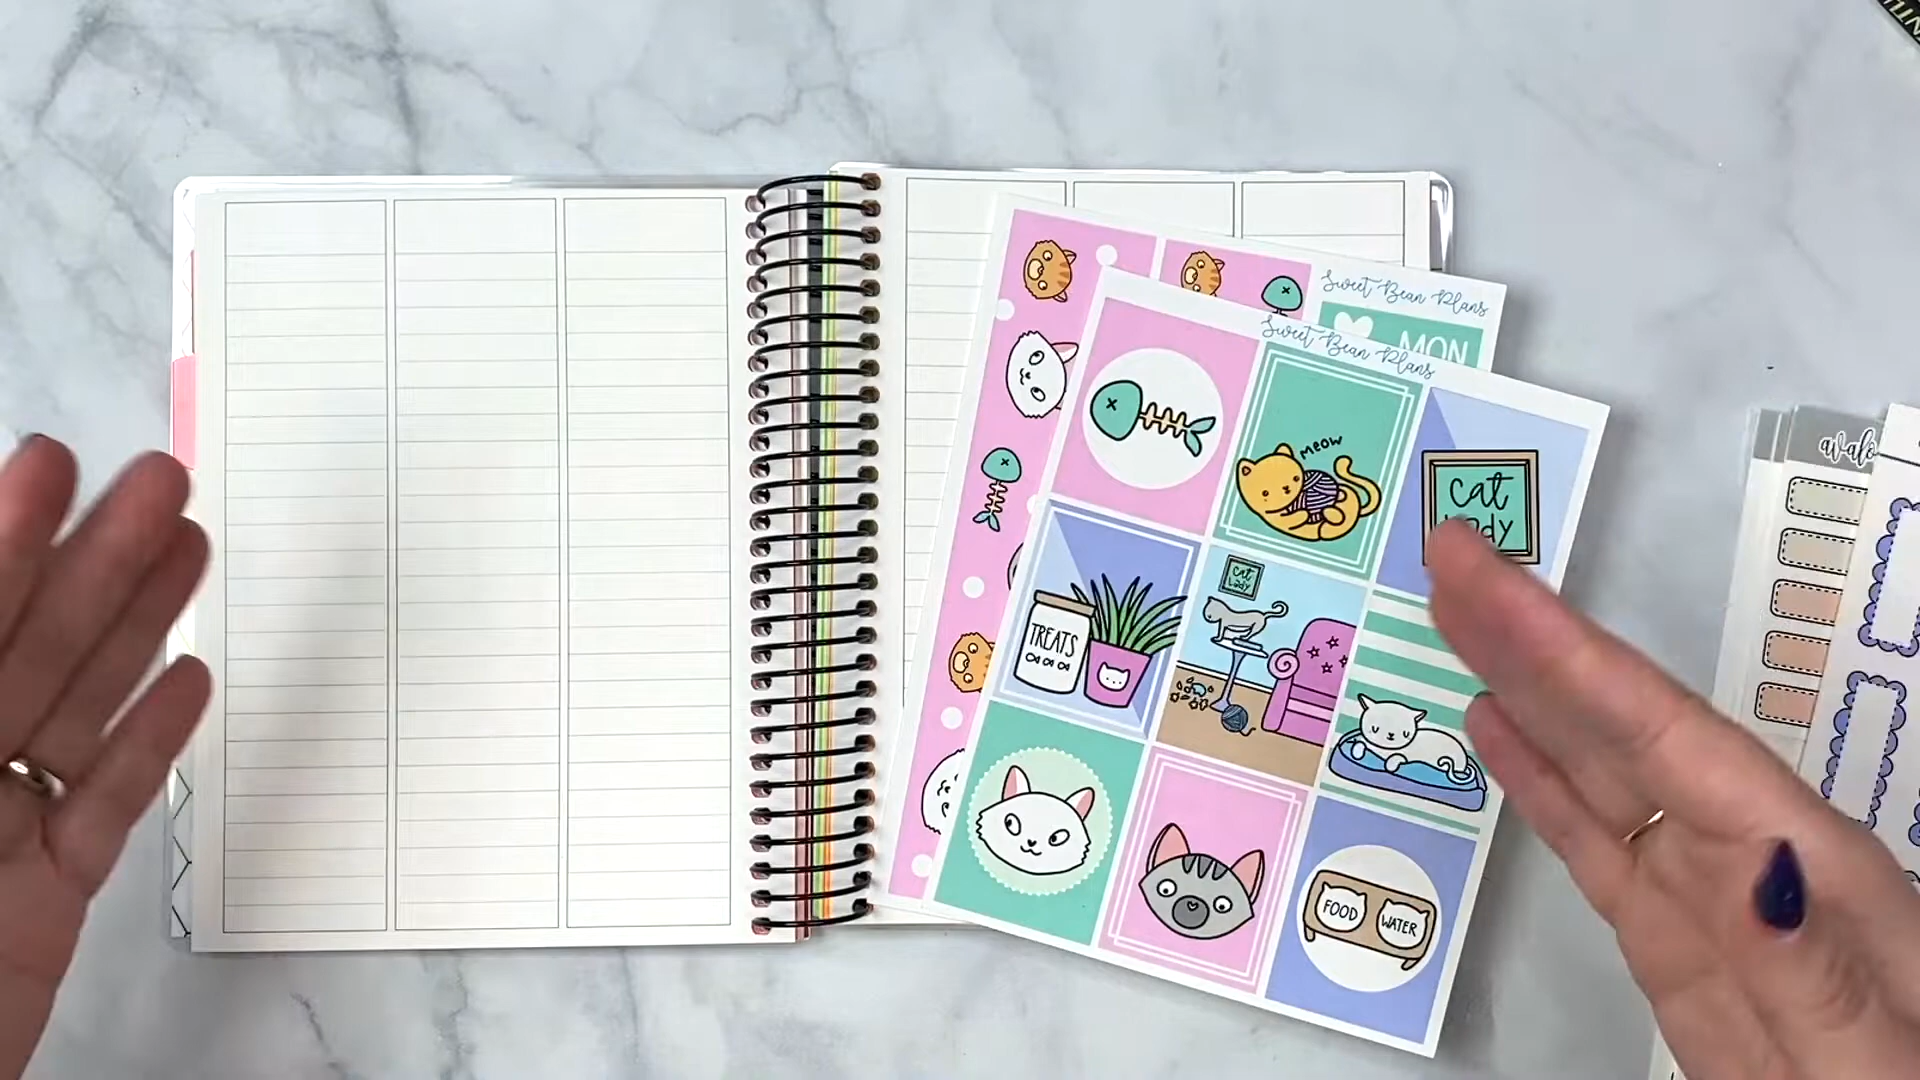 Sweet Bean Plans
MON
Sweet Bean Plans
meow
cat
cat
lady
TREATS
FOOD
WATER